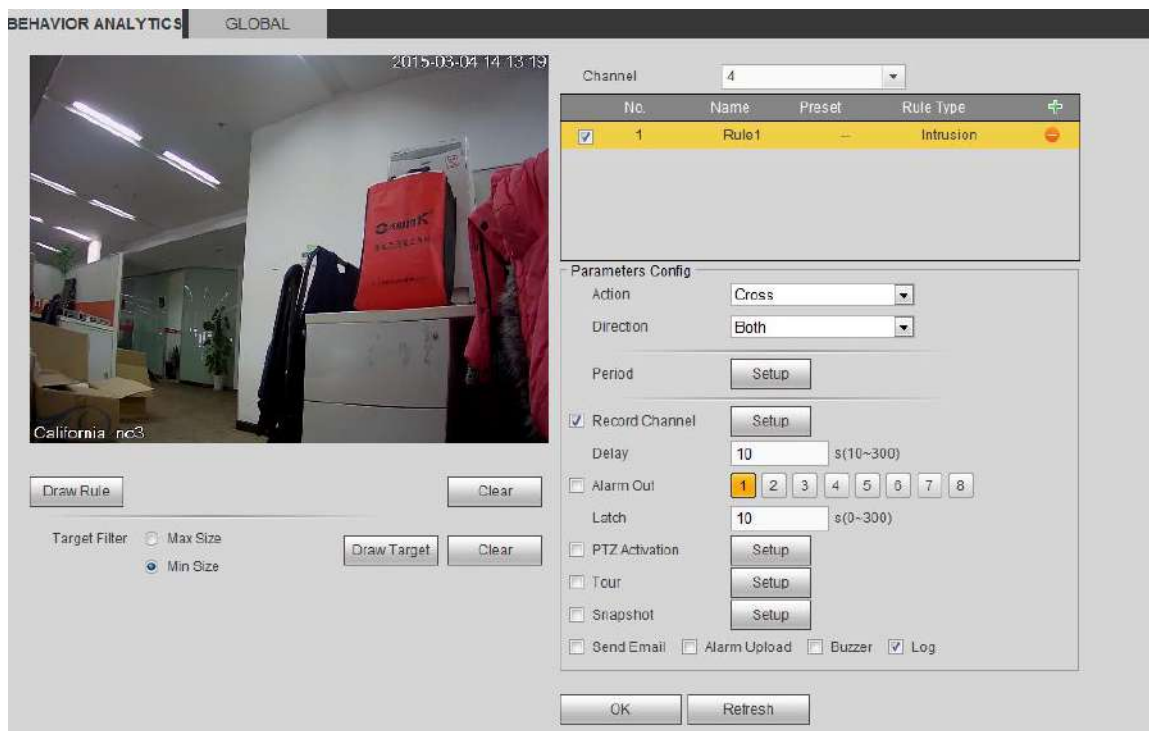 BEHAVIOR ANALYTICS GLOBAL
2015-03-04 14:13:19
California no3
Draw Rule Clear
Target Filter Max Size
Min Size
Draw Target Clear
Channel 4
No. Name Preset Rule Type
1 Rule1 -- Intrusion
Parameters Config
Action Cross
Direction Both
Period Setup
Record Channel Setup
Delay 10 s(10~300)
Alarm Out 1 2 3 4 5 6 7 8
Latch 10 s(0~300)
PTZ Activation Setup
Tour Setup
Snapshot Setup
Send Email Alarm Upload Buzzer Log
OK Refresh